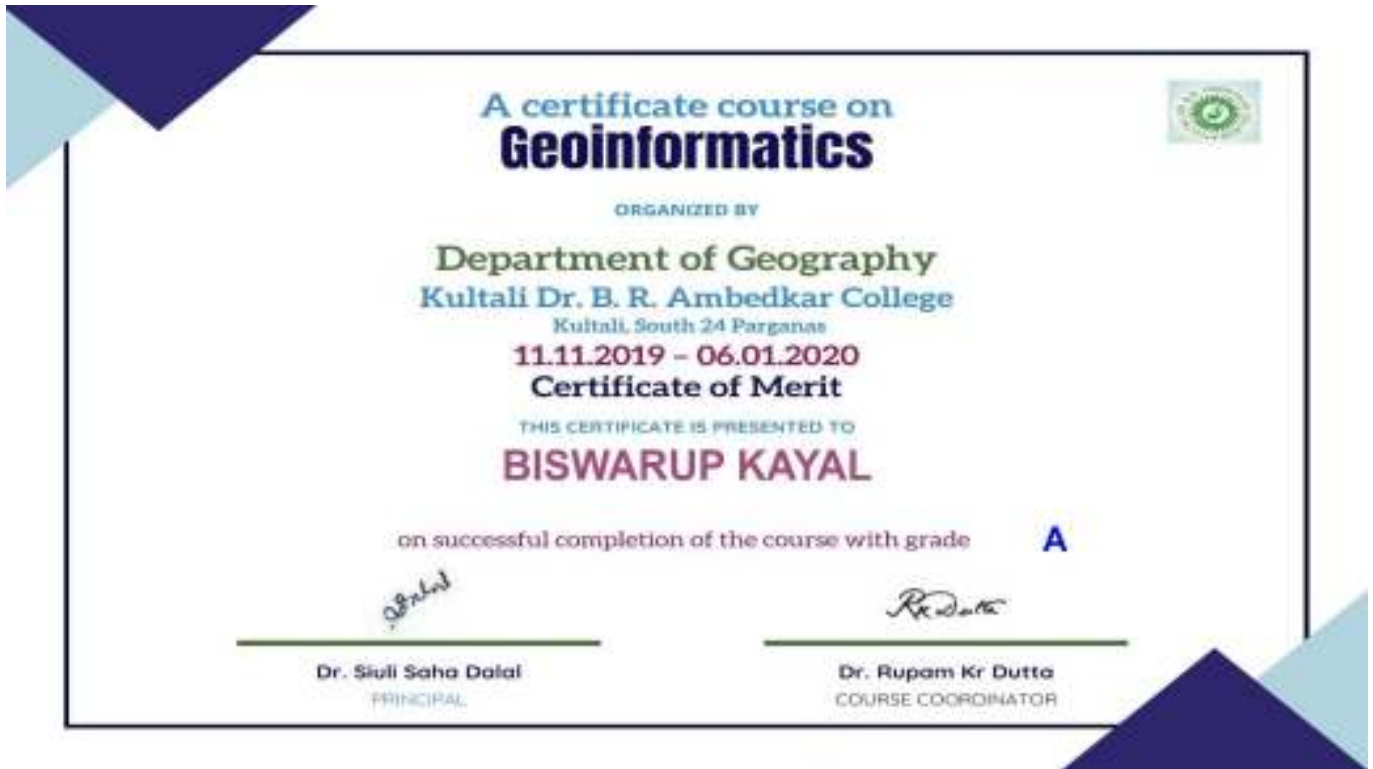 A certificate course on
Geoinformatics
ORGANIZED BY
Department of Geography
Kultali Dr. B. R. Ambedkar College
Kultali, South 24 Parganas
11.11.2019 – 06.01.2020
Certificate of Merit
THIS CERTIFICATE IS PRESENTED TO
BISWARUP KAYAL
on successful completion of the course with grade A
Dr. Siuli Saha Dalal
PRINCIPAL
Dr. Rupam Kr Dutta
COURSE COORDINATOR